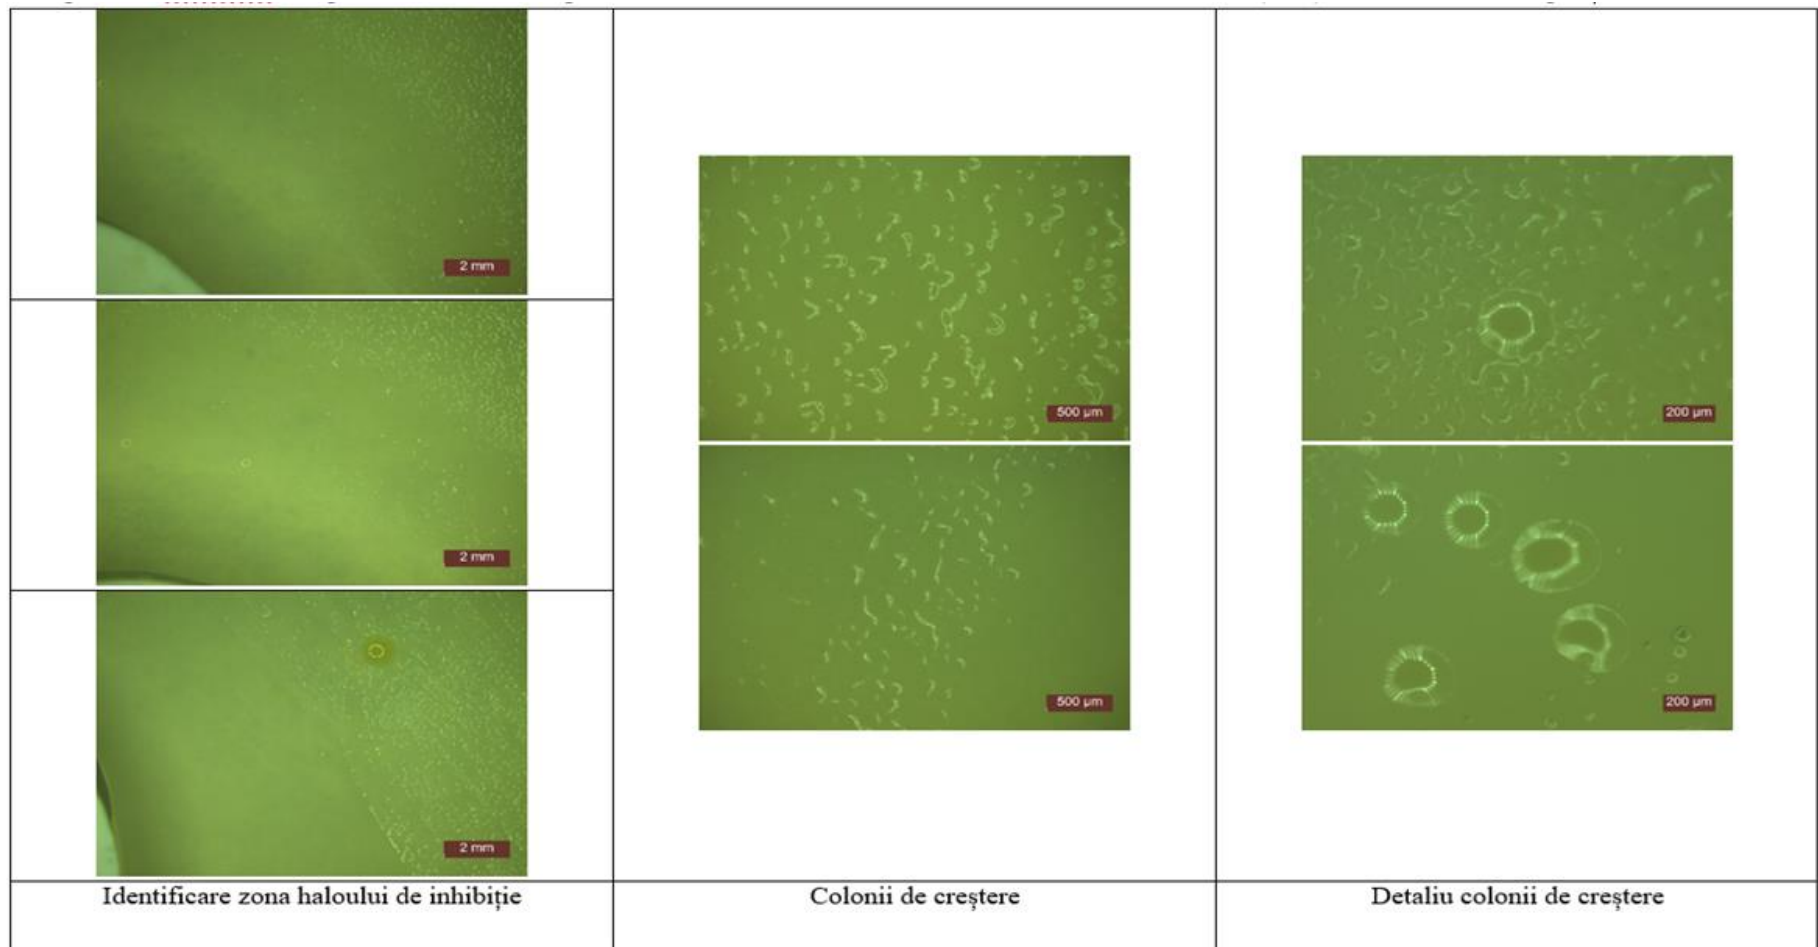 2 mm
2 mm
2 mm
500 µm
500 µm
200 µm
200 µm
Identificare zona haloului de inhibiție
Colonii de creștere
Detaliu colonii de creștere